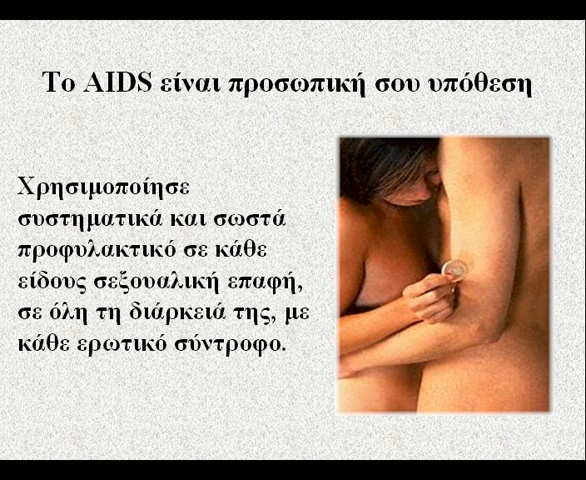 Το AIDS είναι προσωπική σου υπόθεση
Χρησιμοποίησε
συστηματικά και σωστά
προφυλακτικό σε κάθε
είδους σεξουαλική επαφή,
σε όλη τη διάρκειά της, με
κάθε ερωτικό σύντροφο.